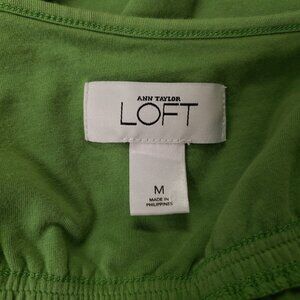 ANN TAYLOR
LOFT
M
MADE IN
PHILIPPINES